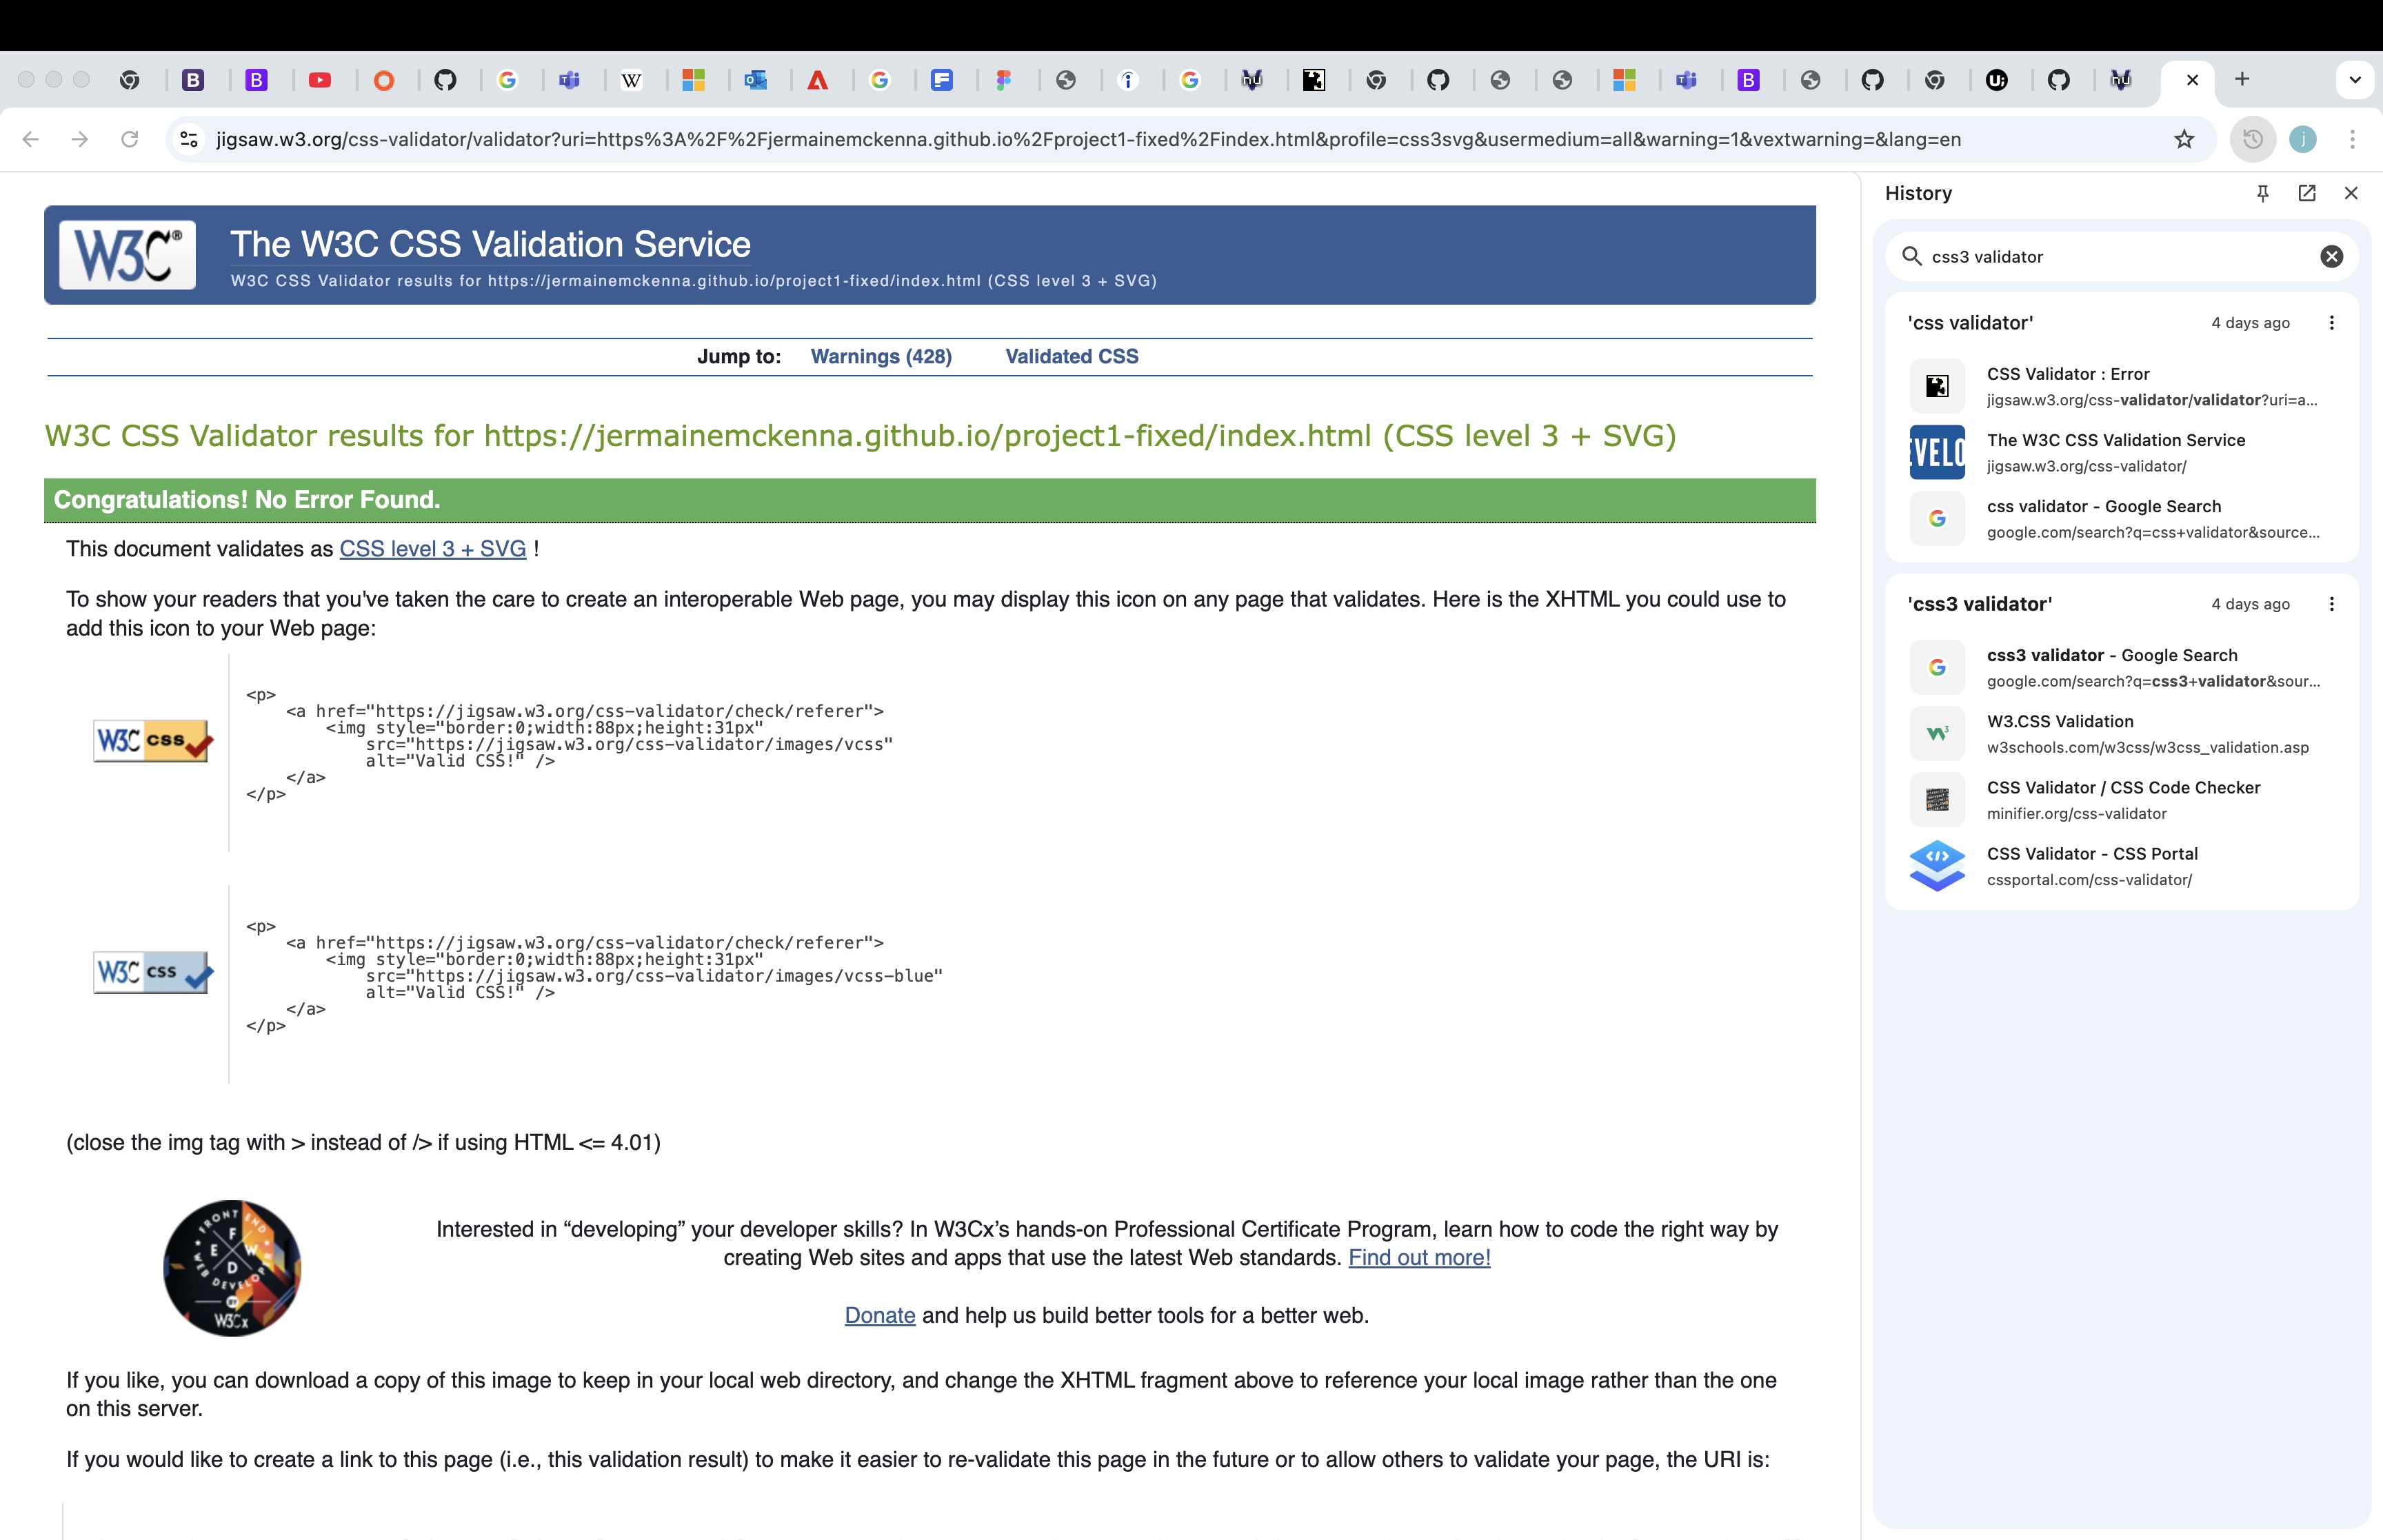 jigsaw.w3.org/css-validator/validator?uri=https%3A%2F%2Fjermainemckenna.github.io%2Fproject1-fixed%2Findex.html&profile=css3svg&usermedium=all&warning=1&vextwarning=&lang=en
W3C®
The W3C CSS Validation Service
W3C CSS Validator results for https://jermainemckenna.github.io/project1-fixed/index.html (CSS level 3 + SVG)
Jump to: Warnings (428) Validated CSS
W3C CSS Validator results for https://jermainemckenna.github.io/project1-fixed/index.html (CSS level 3 + SVG)
Congratulations! No Error Found.
This document validates as CSS level 3 + SVG !
To show your readers that you've taken the care to create an interoperable Web page, you may display this icon on any page that validates. Here is the XHTML you could use to
add this icon to your Web page:
W3C css
<p>
<a href="https://jigsaw.w3.org/css-validator/check/referer">
<img style="border:0;width:88px;height:31px"
src="https://jigsaw.w3.org/css-validator/images/vcss"
alt="Valid CSS!" />
</a>
</p>
W3C css
<p>
<a href="https://jigsaw.w3.org/css-validator/check/referer">
<img style="border:0;width:88px;height:31px"
src="https://jigsaw.w3.org/css-validator/images/vcss-blue"
alt="Valid CSS!" />
</a>
</p>
(close the img tag with > instead of /> if using HTML <= 4.01)
FRONT END
WEB DEVELOPER
F
E W
D
BY
W3Cx
Interested in “developing” your developer skills? In W3Cx’s hands-on Professional Certificate Program, learn how to code the right way by
creating Web sites and apps that use the latest Web standards. Find out more!
Donate and help us build better tools for a better web.
If you like, you can download a copy of this image to keep in your local web directory, and change the XHTML fragment above to reference your local image rather than the one
on this server.
If you would like to create a link to this page (i.e., this validation result) to make it easier to re-validate this page in the future or to allow others to validate your page, the URI is:
History
css3 validator
'css validator' 4 days ago
CSS Validator : Error
jigsaw.w3.org/css-validator/validator?uri=a...
The W3C CSS Validation Service
jigsaw.w3.org/css-validator/
css validator - Google Search
google.com/search?q=css+validator&source...
'css3 validator' 4 days ago
css3 validator - Google Search
google.com/search?q=css3+validator&sour...
W3.CSS Validation
w3schools.com/w3css/w3css_validation.asp
CSS Validator / CSS Code Checker
minifier.org/css-validator
CSS Validator - CSS Portal
cssportal.com/css-validator/